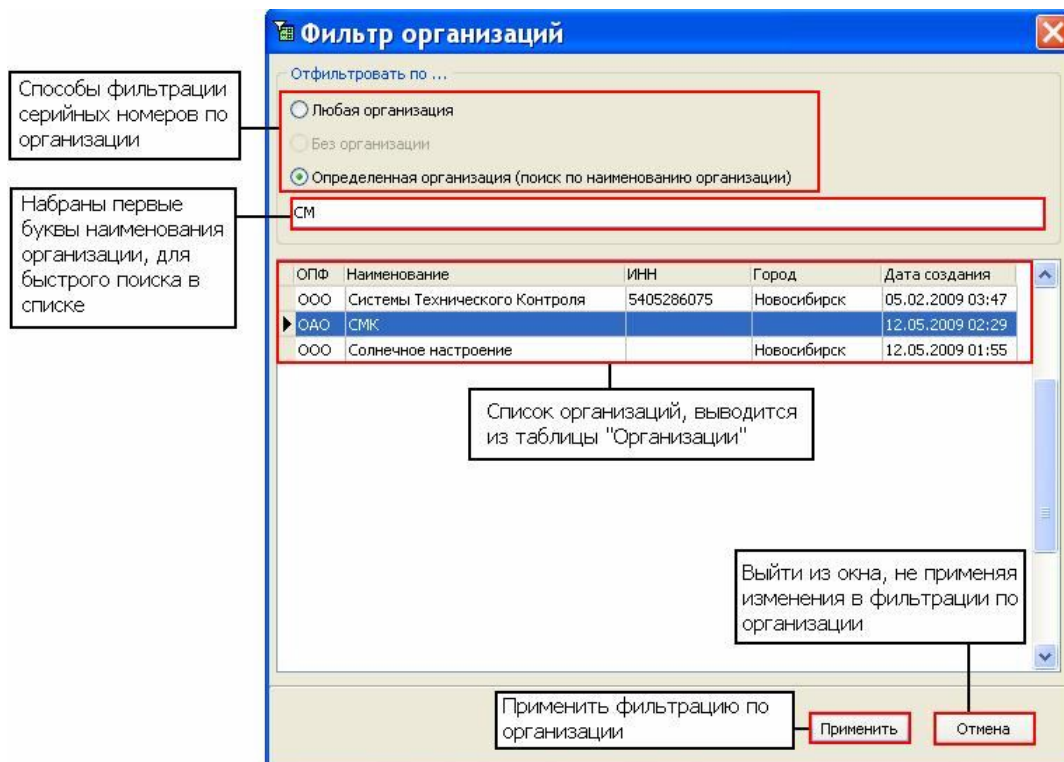 Фильтр организаций
Отфильтровать по ...
Способы фильтрации
серийных номеров по
организации
Любая организация
Без организации
Определенная организация (поиск по наименованию организации)
Набраны первые
буквы наименования
организации, для
быстрого поиска в
списке
СМ
ОПФ Наименование ИНН Город Дата создания
ООО Системы Технического Контроля 5405286075 Новосибирск 05.02.2009 03:47
ОАО СМК 12.05.2009 02:29
ООО Солнечное настроение Новосибирск 12.05.2009 01:55
Список организаций, выводится
из таблицы "Организации"
Выйти из окна, не применяя
изменения в фильтрации по
организации
Применить фильтрацию по
организации
Применить
Отмена